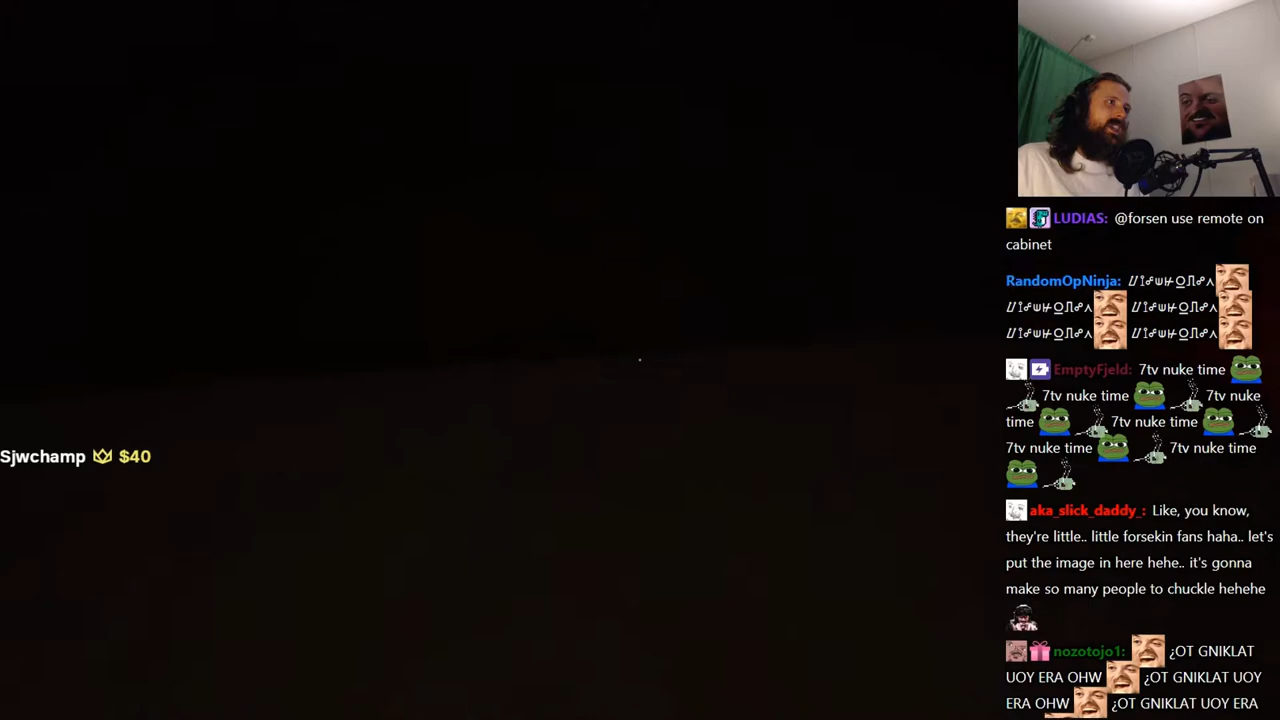 LUDIAS: @forsen use remote on
cabinet
RandomOpNinja:
EmptyFjeld: 7tv nuke time
7tv nuke time 7tv nuke
time 7tv nuke time
7tv nuke time 7tv nuke time
Sjwchamp $40
aka_slick_daddy_: Like, you know,
they're little.. little forsekin fans haha.. let's
put the image in here hehe.. it's gonna
make so many people to chuckle hehehe
nozotojo1: ¿OT GNIKLAT
UOY ERA OHW ¿OT GNIKLAT UOY
ERA OHW ¿OT GNIKLAT UOY ERA